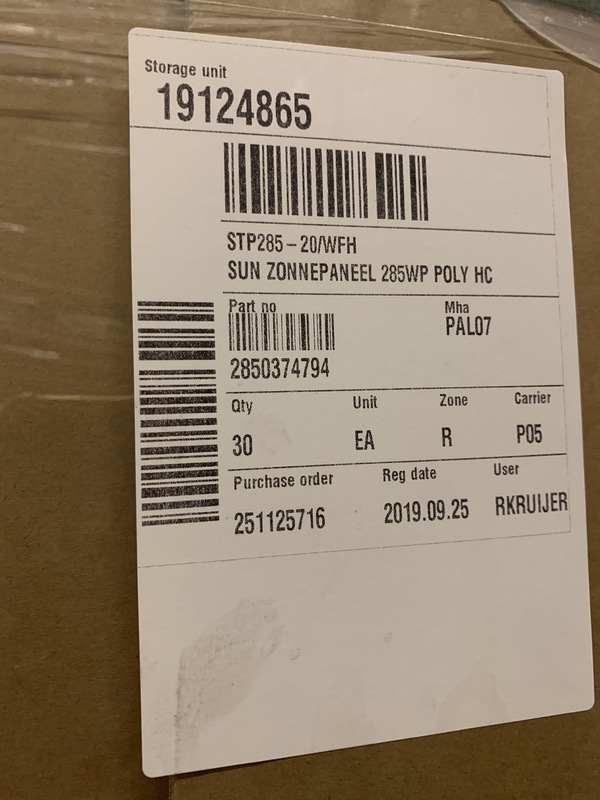 Storage unit
19124865
STP285-20/WFH
SUN ZONNEPANEEL 285WP POLY HC
Part no Mha
PAL07
2850374794
Qty Unit Zone Carrier
30 EA R P05
Purchase order Reg date User
251125716 2019.09.25 RKRUIJER